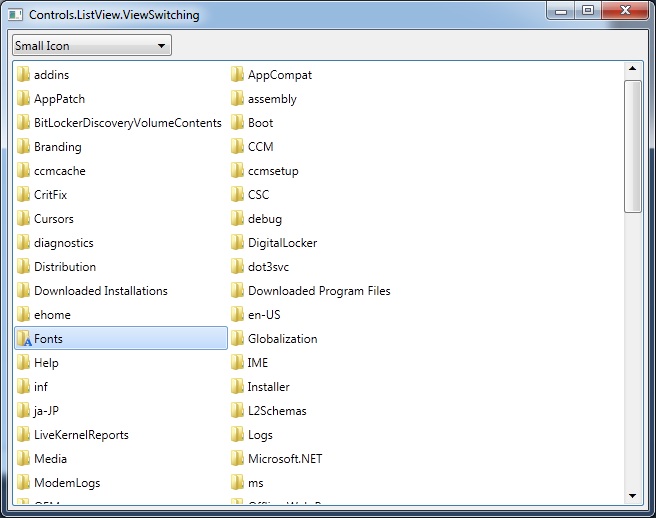 Controls.ListView.ViewSwitching
Small Icon
addins AppCompat
AppPatch assembly
BitLockerDiscoveryVolumeContents Boot
Branding CCM
ccmcache ccmsetup
CritFix CSC
Cursors debug
diagnostics DigitalLocker
Distribution dot3svc
Downloaded Installations Downloaded Program Files
ehome en-US
Fonts Globalization
Help IME
inf Installer
ja-JP L2Schemas
LiveKernelReports Logs
Media Microsoft.NET
ModemLogs ms